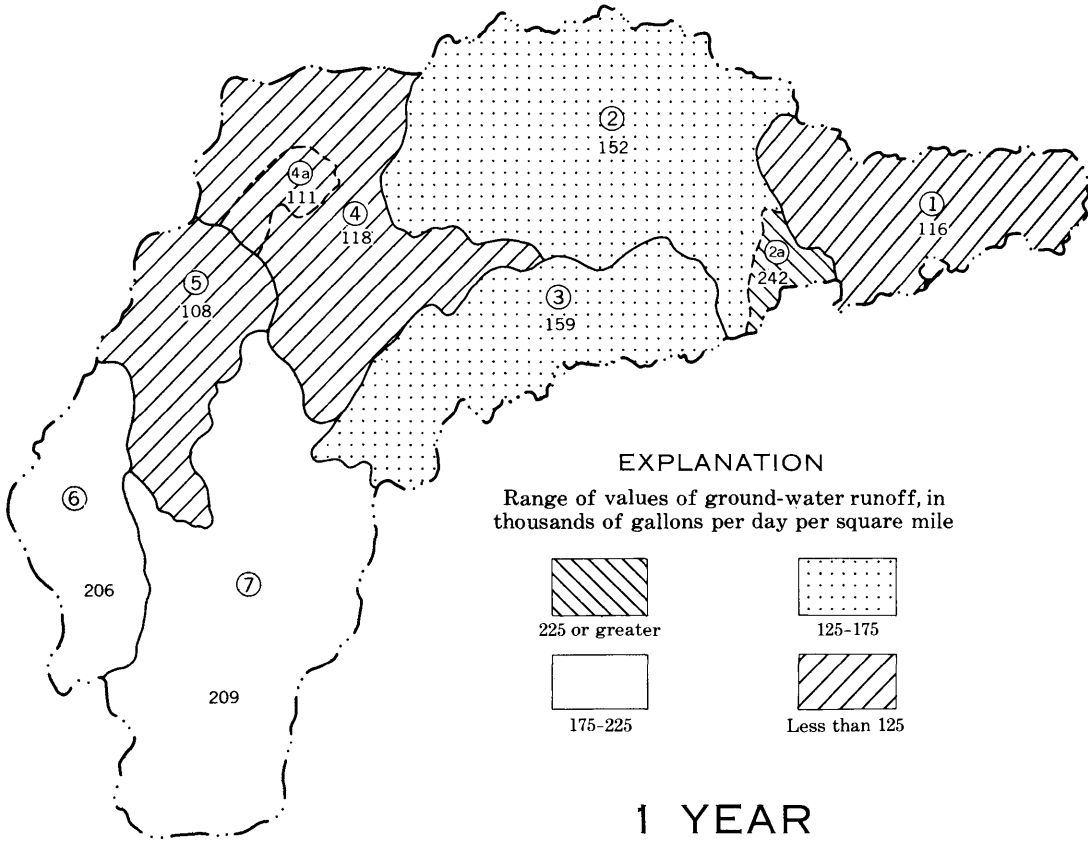 ②
152
4a
111
④
118
①
116
2a
242
⑤
108
③
159
EXPLANATION
Range of values of ground-water runoff, in
thousands of gallons per day per square mile
⑥
206
⑦
209
225 or greater
125-175
175-225
Less than 125
1 YEAR